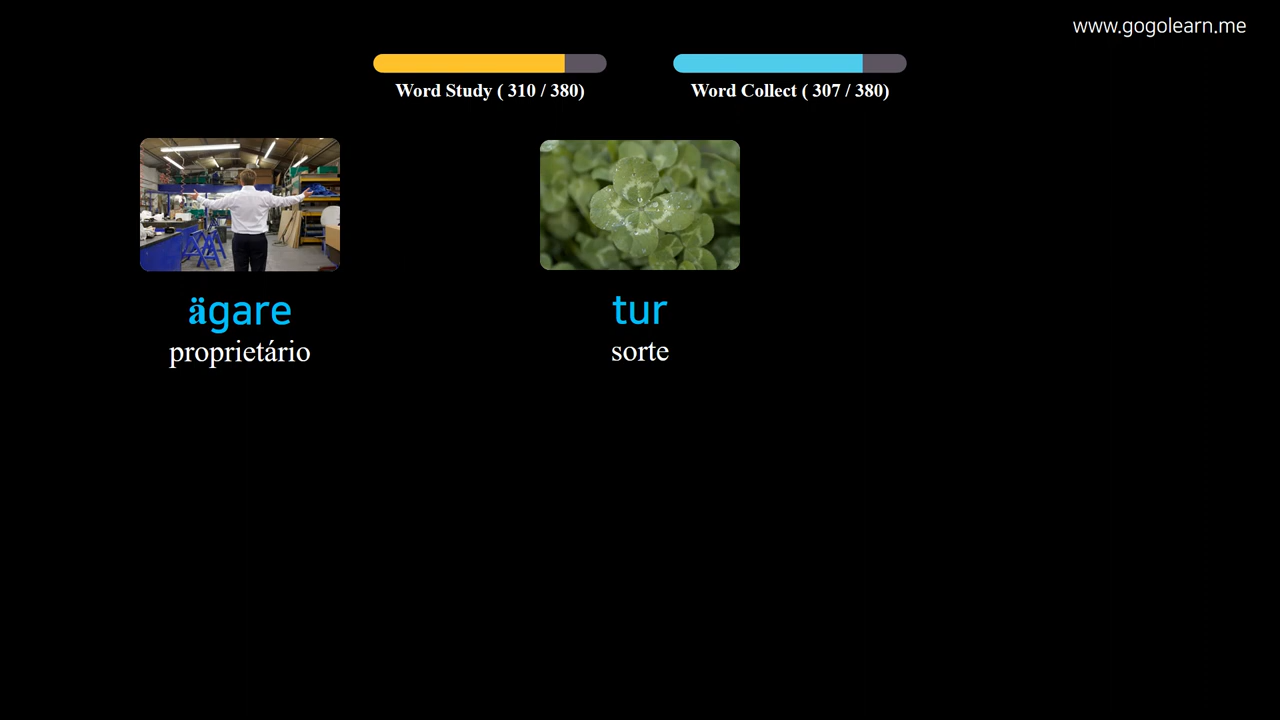 www.gogolearn.me
Word Study ( 310 / 380)
Word Collect ( 307 / 380)
ägare
proprietário
tur
sorte